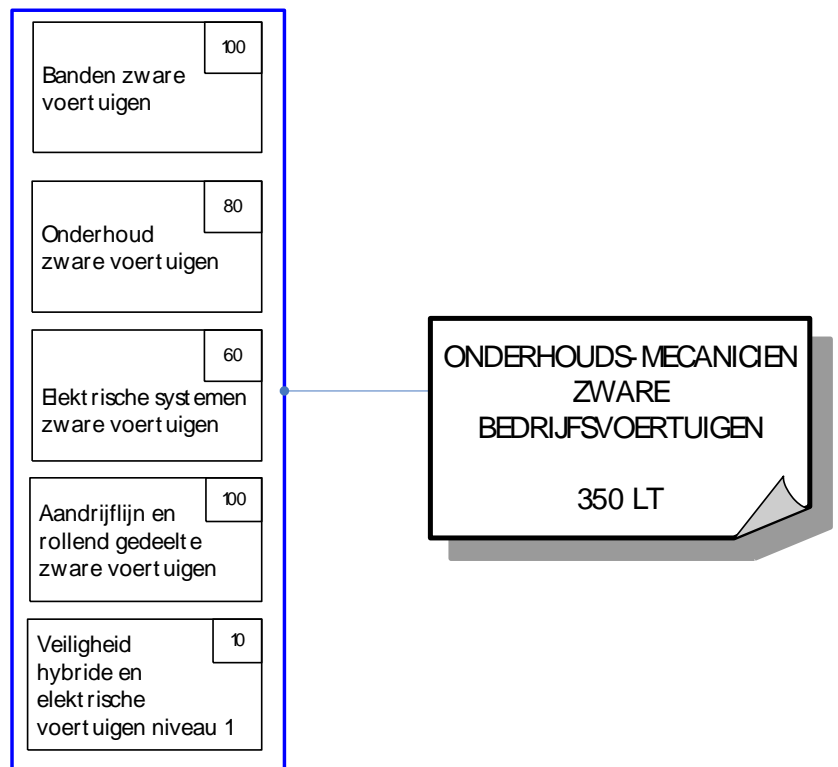 100
Banden zware
voertuigen
80
Onderhoud
zware voertuigen
60
Elektrische systemen
zware voertuigen
100
Aandrijflijn en
rollend gedeelte
zware voertuigen
10
Veiligheid
hybride en
elektrische
voertuigen niveau 1
ONDERHOUDS-MECANICIEN
ZWARE
BEDRIJFSVOERTUIGEN
350 LT